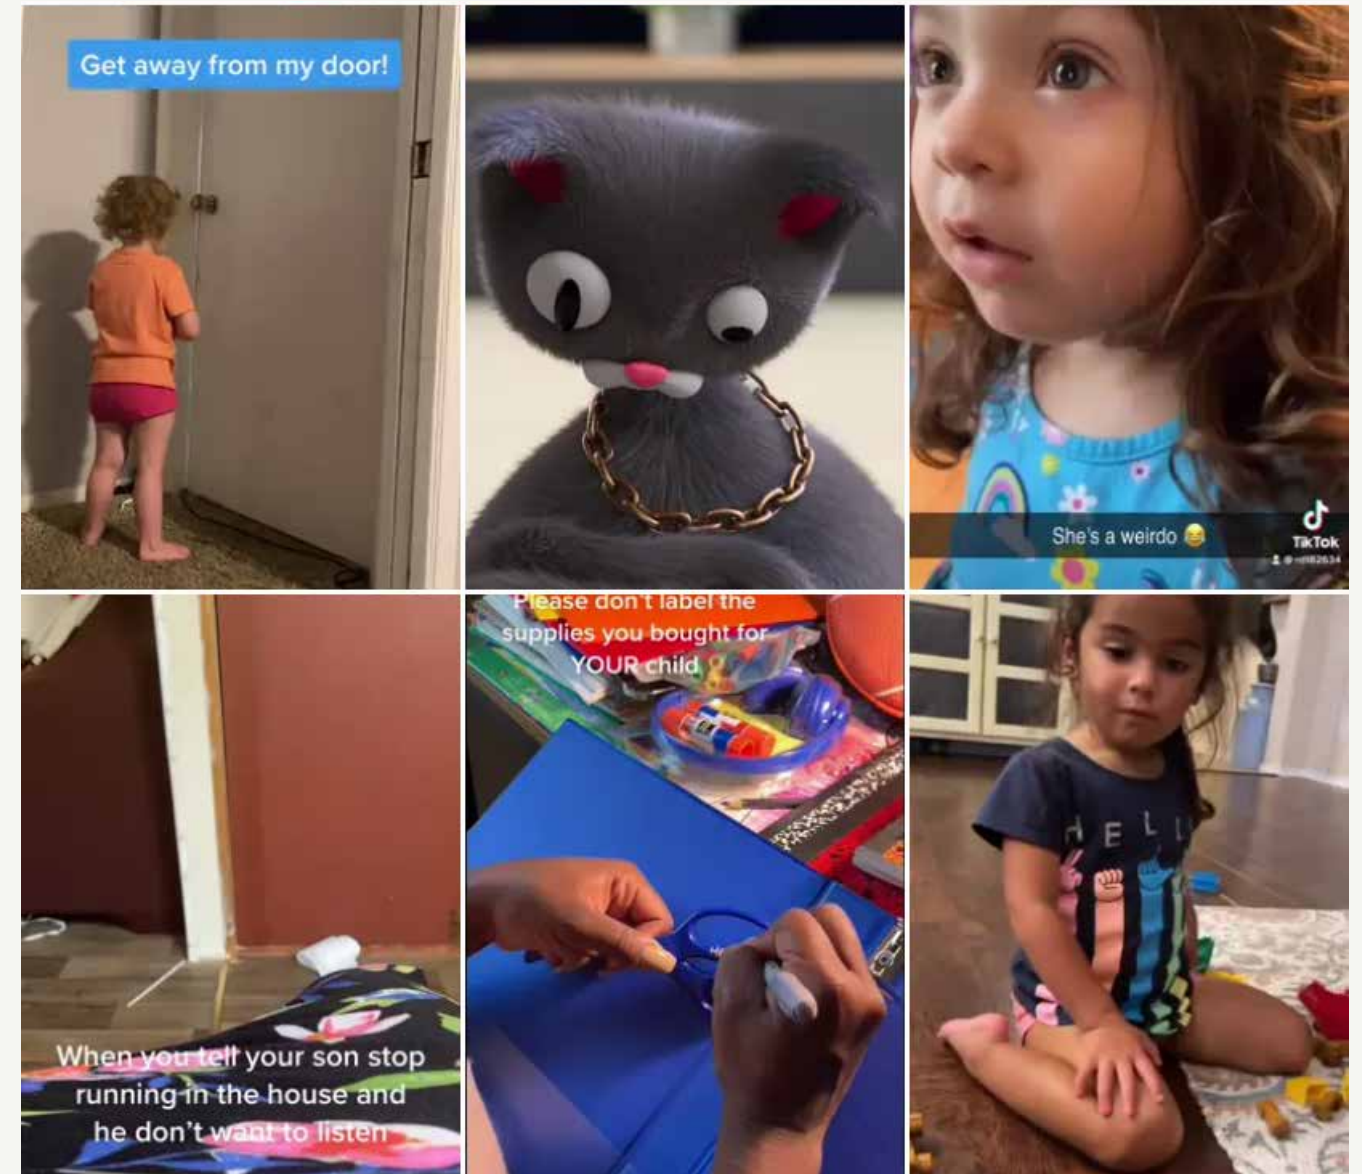 Get away from my door!
She's a weirdo 😂
TikTok
Please don't label the
supplies you bought for
YOUR child
HELL
When you tell your son stop
running in the house and
he don't want to listen